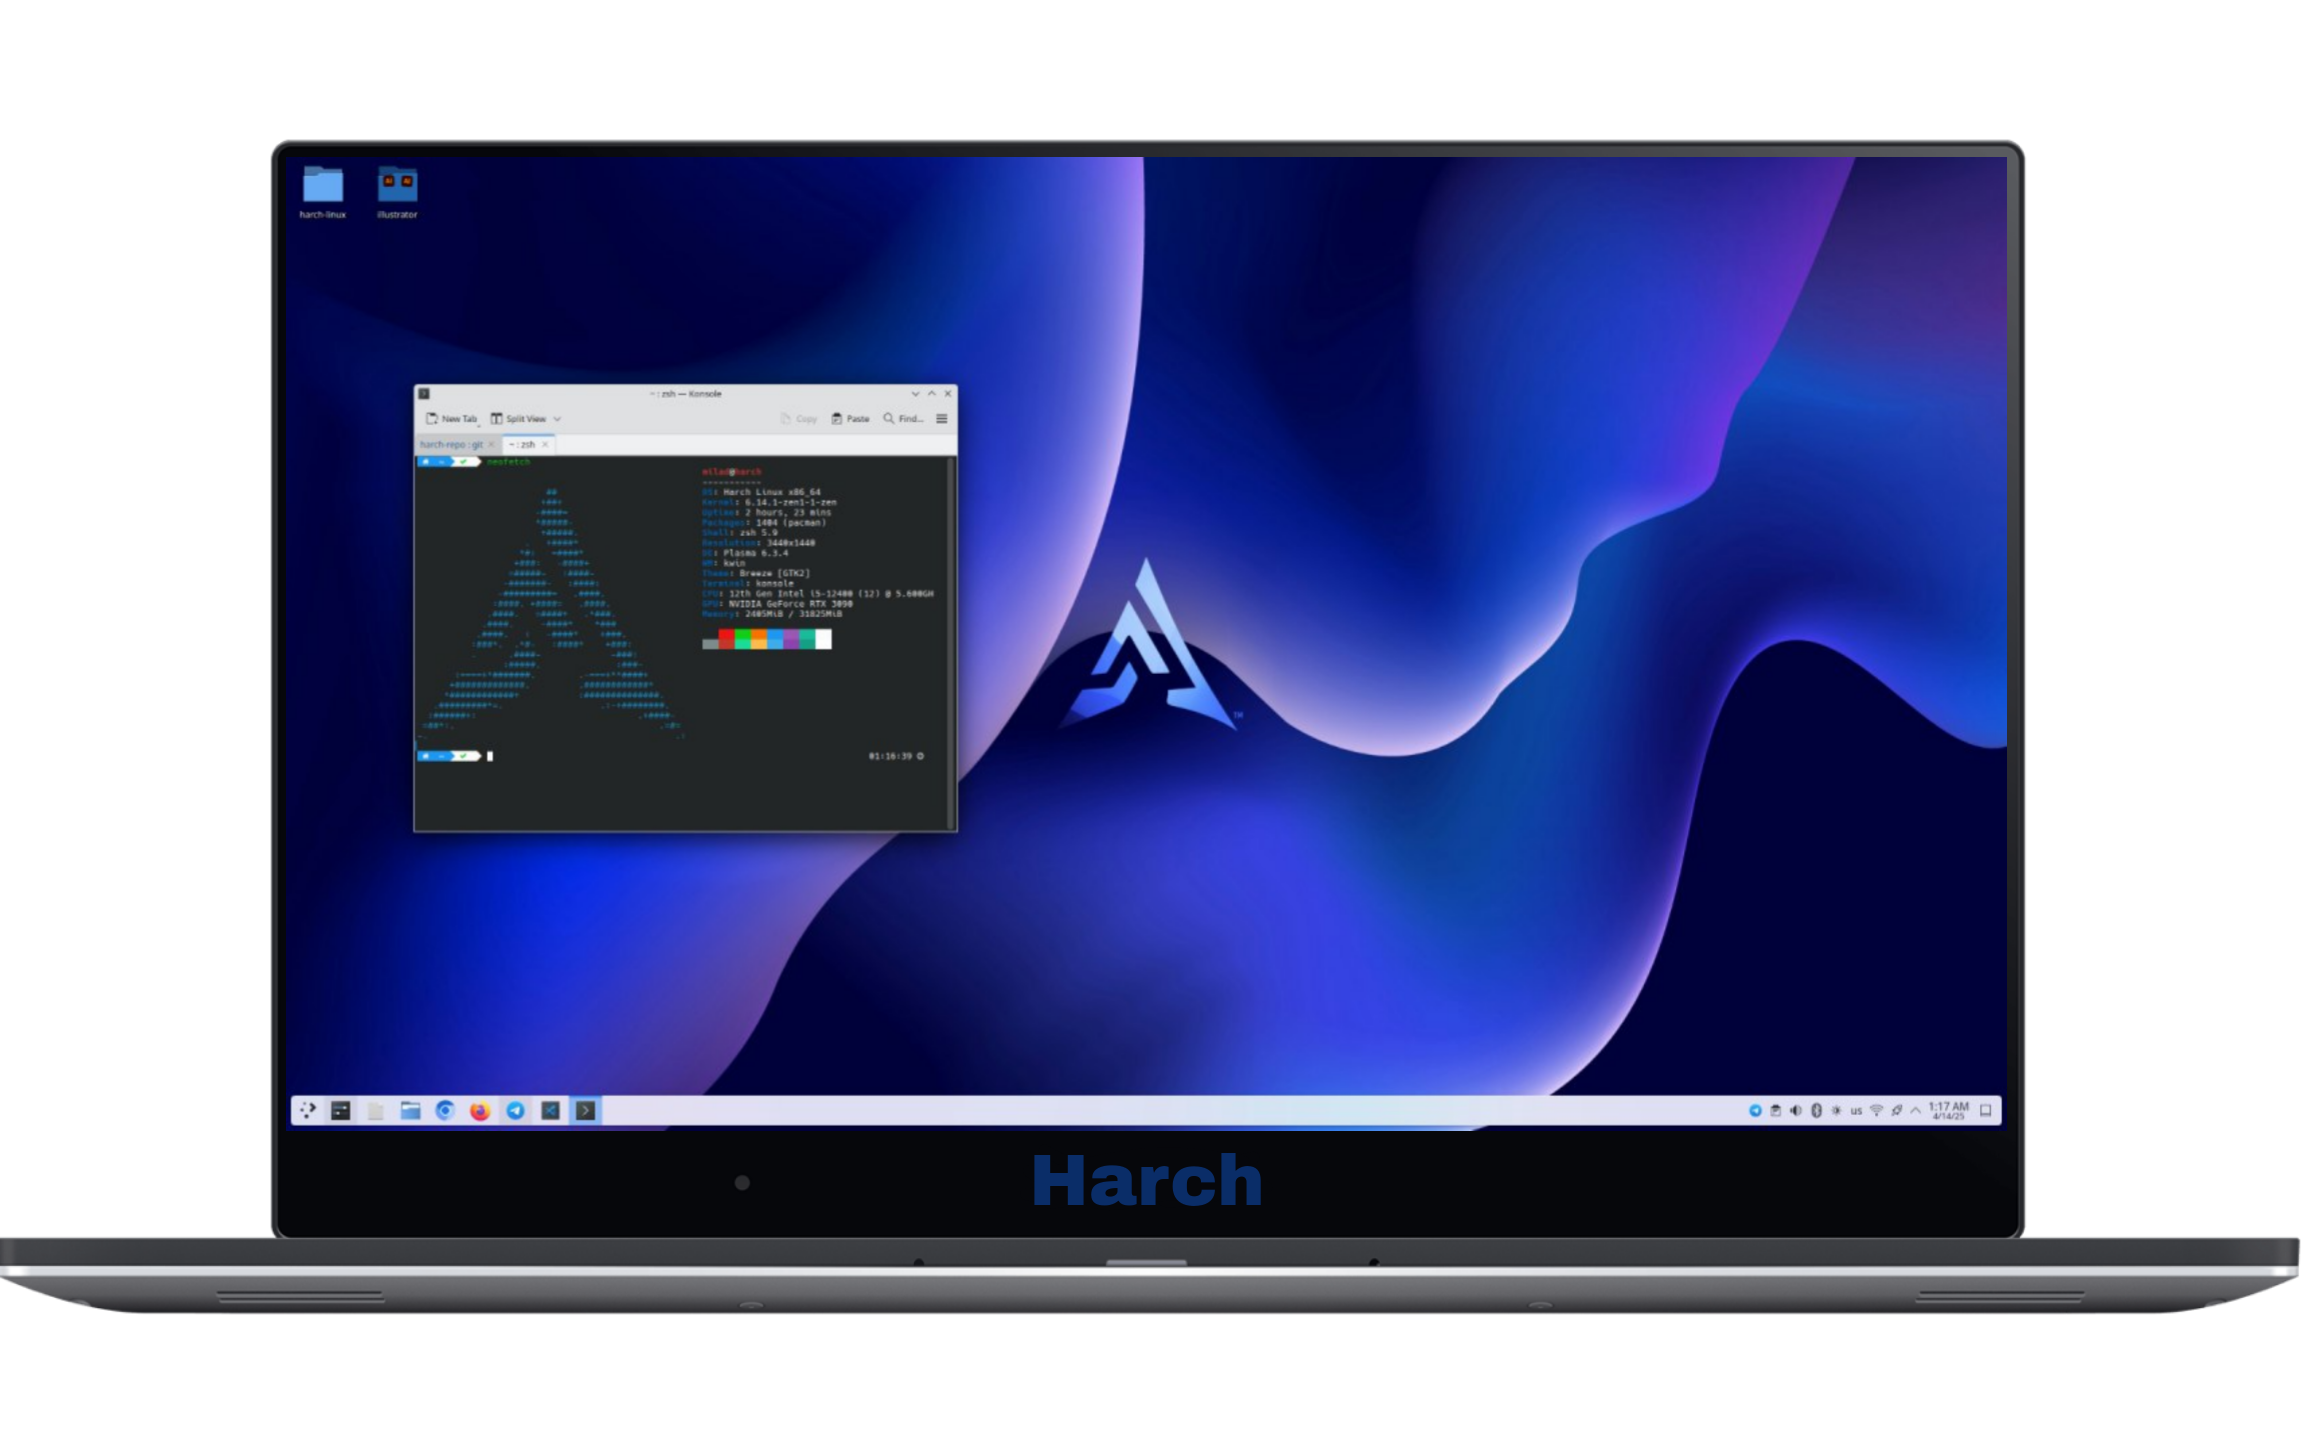 harch-linux
illustrator
~ : zsh — Konsole
New Tab
Split View
Copy
Paste
Find...
harch-repo : git
~ : zsh
neofetch
milad@harch
-----------
OS: Harch Linux x86_64
Kernel: 6.14.1-zen1-1-zen
Uptime: 2 hours, 23 mins
Packages: 1404 (pacman)
Shell: zsh 5.9
Resolution: 3440x1440
DE: Plasma 6.3.4
WM: kwin
Theme: Breeze [GTK2]
Terminal: konsole
CPU: 12th Gen Intel i5-12400 (12) @ 5.600GH
GPU: NVIDIA GeForce RTX 3090
Memory: 2405MiB / 31825MiB
01:16:39
TM
us
1:17 AM
4/14/25
Harch